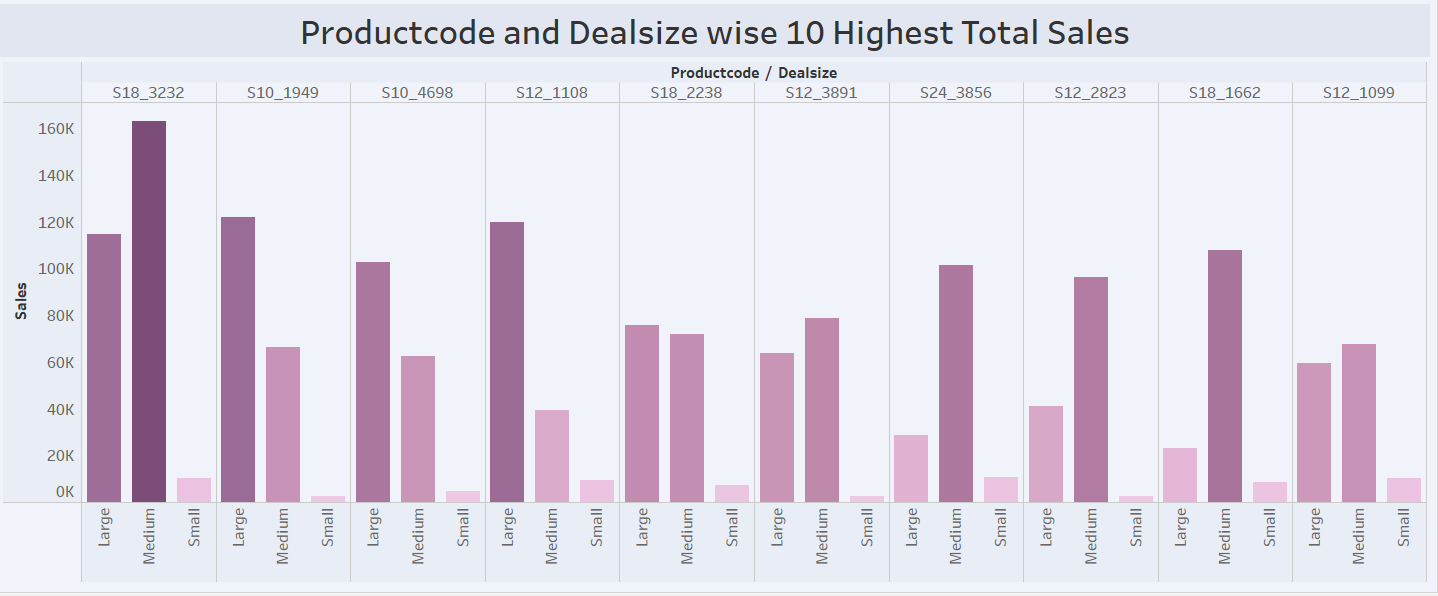 Productcode and Dealsize wise 10 Highest Total Sales
Productcode / Dealsize
S18_3232 S10_1949 S10_4698 S12_1108 S18_2238 S12_3891 S24_3856 S12_2823 S18_1662 S12_1099
Sales
160K
140K
120K
100K
80K
60K
40K
20K
0K
Large Medium Small Large Medium Small Large Medium Small Large Medium Small Large Medium Small Large Medium Small Large Medium Small Large Medium Small Large Medium Small Large Medium Small